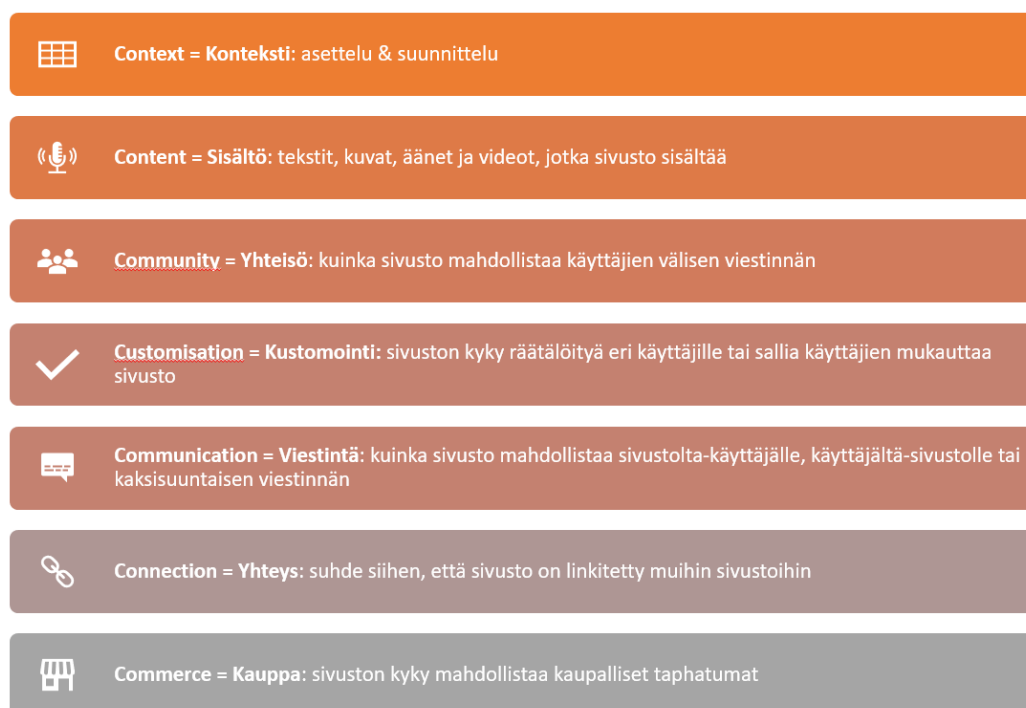 Context = Konteksti: asettelu & suunnittelu
Content = Sisältö: tekstit, kuvat, äänet ja videot, jotka sivusto sisältää
Community = Yhteisö: kuinka sivusto mahdollistaa käyttäjien välisen viestinnän
Customisation = Kustomointi: sivuston kyky räätälöityä eri käyttäjille tai sallia käyttäjien mukauttaa
sivusto
Communication = Viestintä: kuinka sivusto mahdollistaa sivustolta-käyttäjälle, käyttäjältä-sivustolle tai
kaksisuuntaisen viestinnän
Connection = Yhteys: suhde siihen, että sivusto on linkitetty muihin sivustoihin
Commerce = Kauppa: sivuston kyky mahdollistaa kaupalliset taphatumat